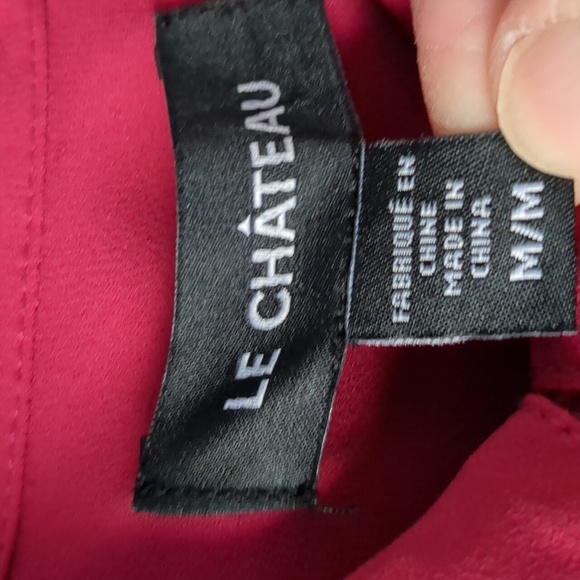 LE CHÂTEAU
FABRIQUÉ EN
CHINE
MADE IN
CHINA
M/M